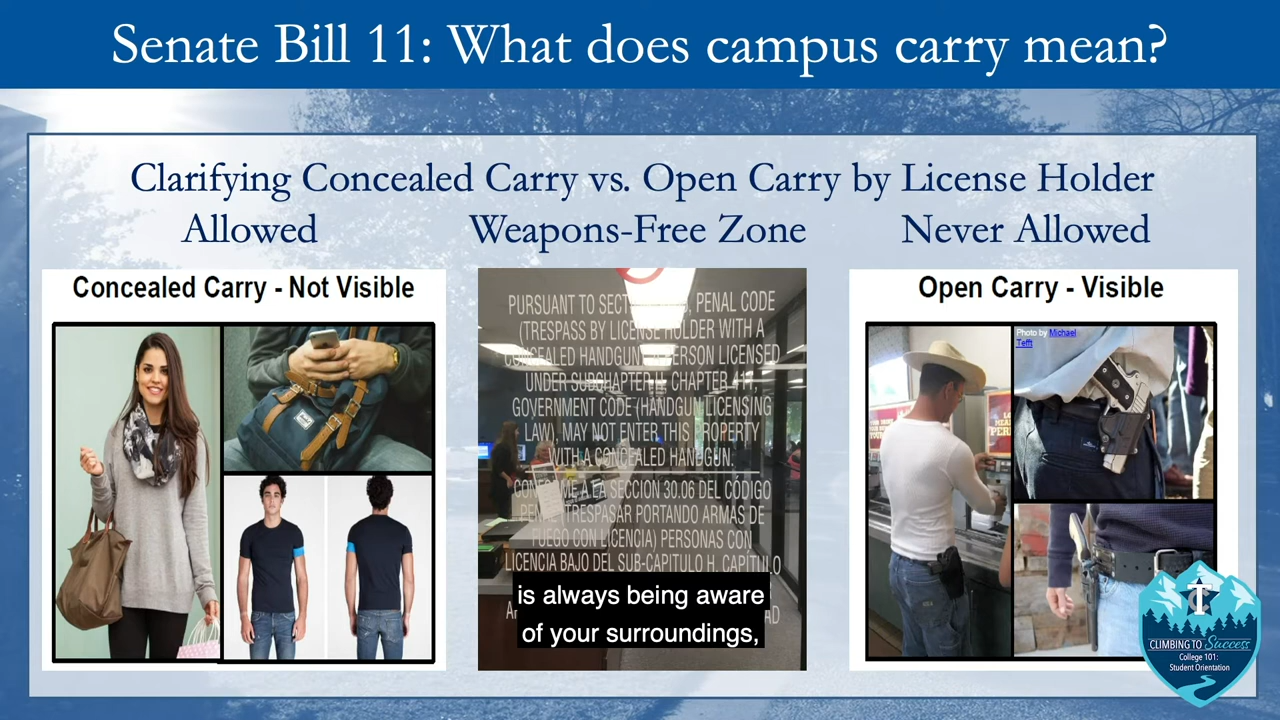 Senate Bill 11: What does campus carry mean?
Clarifying Concealed Carry vs. Open Carry by License Holder
Allowed
Weapons-Free Zone
Never Allowed
Concealed Carry - Not Visible
PURSUANT TO PENAL CODE
(TRESPASS BY LICENSE HOLDER WITH A
CONCEALED HANDGUN) A PERSON LICENSED
UNDER SUBCHAPTER H, CHAPTER 411,
GOVERNMENT CODE (HANDGUN LICENSING
LAW), MAY NOT ENTER THIS PROPERTY
WITH A CONCEALED HANDGUN.
CONFORME A LA SECCION 30.06 DEL CÓDIGO
PENAL (TRESPASAR PORTANDO ARMAS DE
FUEGO CON LICENCIA) PERSONAS CON
LICENCIA BAJO DEL SUB-CAPITULO H, CAPITULO
is always being aware
of your surroundings,
Open Carry - Visible
Photo by Michael
Tefft
CLIMBING TO Success
College 101:
Student Orientation